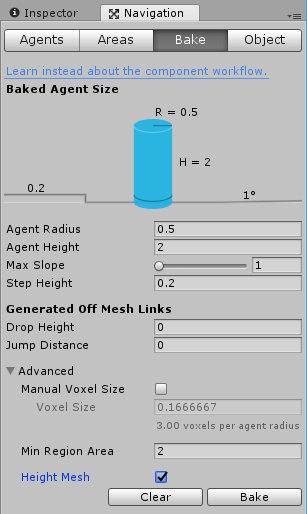 Inspector Navigation
Agents Areas Bake Object
Learn instead about the component workflow.
Baked Agent Size
R = 0.5
H = 2
0.2
1°
Agent Radius 0.5
Agent Height 2
Max Slope 1
Step Height 0.2
Generated Off Mesh Links
Drop Height 0
Jump Distance 0
Advanced
Manual Voxel Size
Voxel Size 0.1666667
3.00 voxels per agent radius
Min Region Area 2
Height Mesh
Clear Bake